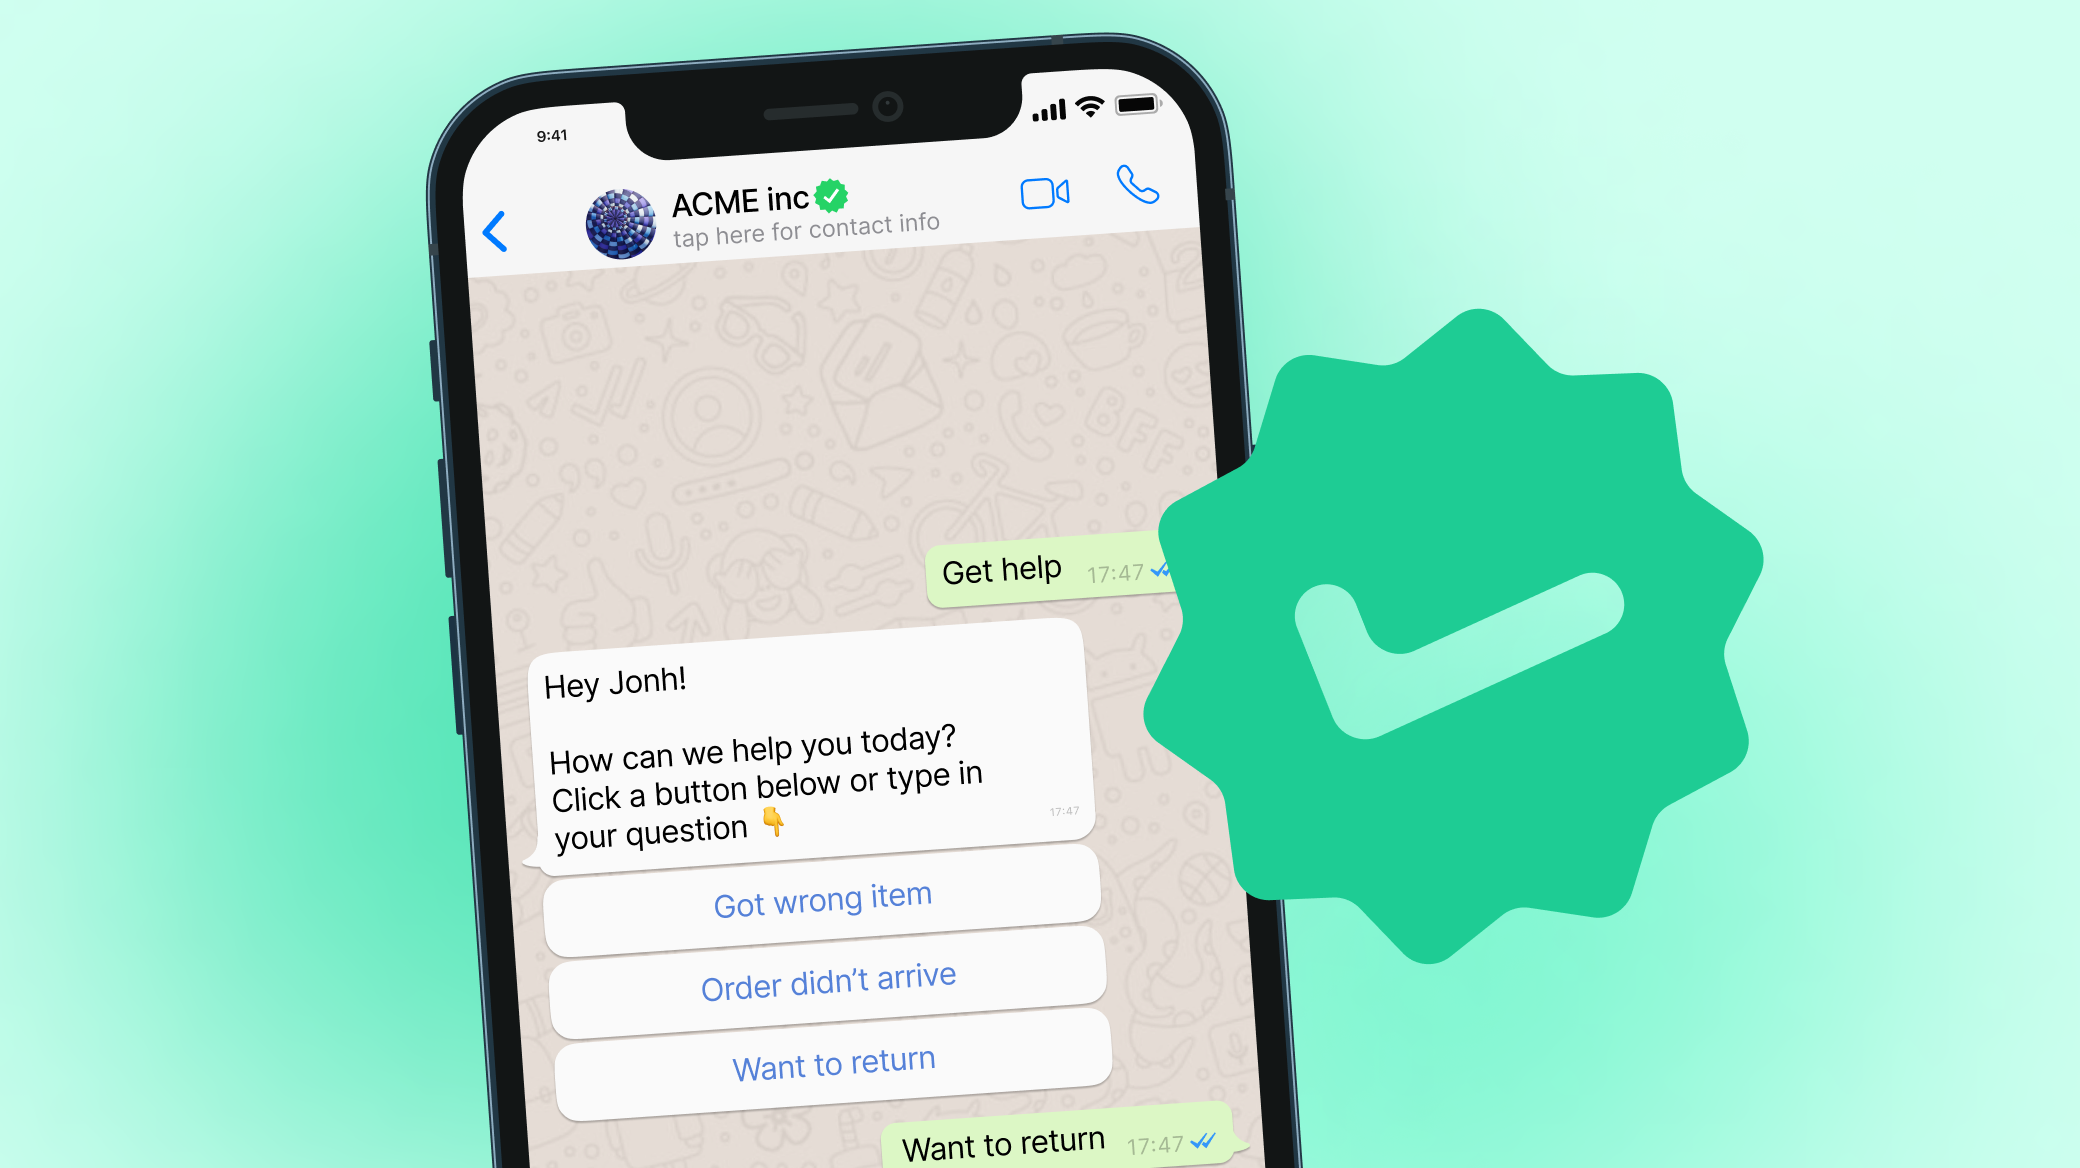 9:41
ACME inc
tap here for contact info
BFF
Get help 17:47
Hey Jonh!
How can we help you today?
Click a button below or type in
your question 👇
17:47
Got wrong item
Order didn’t arrive
Want to return
Want to return 17:47